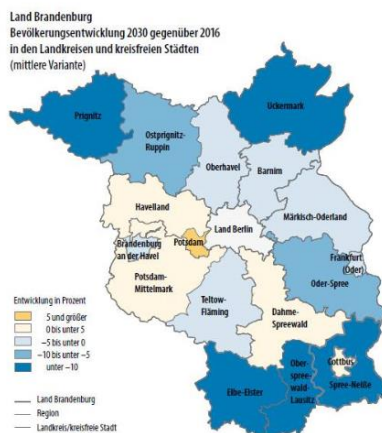 Land Brandenburg
Bevölkerungsentwicklung 2030 gegenüber 2016
in den Landkreisen und kreisfreien Städten
(mittlere Variante)
Prignitz
Uckermark
Ostprignitz-
Ruppin
Oberhavel
Barnim
Havelland
Märkisch-Oderland
Land Berlin
Brandenburg
an der Havel
Potsdam
Frankfurt
(Oder)
Oder-Spree
Potsdam-
Mittelmark
Teltow-
Fläming
Dahme-
Spreewald
Cottbus
Elbe-Elster
Ober
spree-
wald-
Lausitz
Spree-Neiße
Entwicklung in Prozent
5 und größer
0 bis unter 5
−5 bis unter 0
−10 bis unter −5
unter −10
Land Brandenburg
Region
Landkreis/kreisfreie Stadt